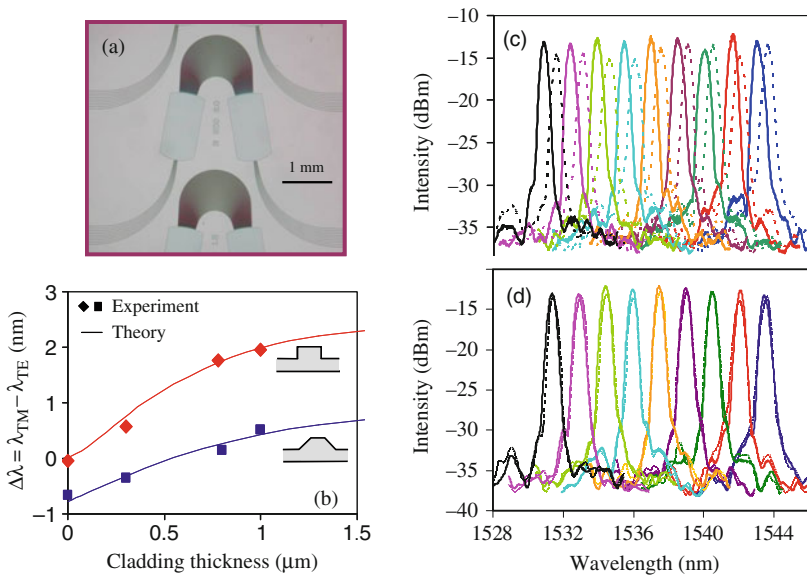 (a)
1 mm
Δλ = λTM – λTE (nm)
3
2
1
0
–1
Experiment
Theory
(b)
0
0.5
1
1.5
Cladding thickness (μm)
(c)
Intensity (dBm)
–10
–15
–20
–25
–30
–35
(d)
Intensity (dBm)
–15
–20
–25
–30
–35
–40
1528
1532
1536
1540
1544
Wavelength (nm)